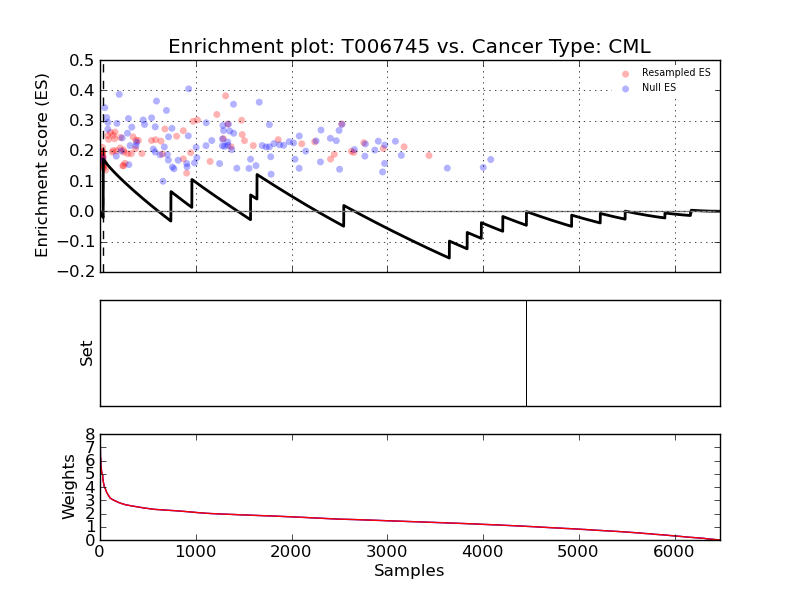 Enrichment plot: T006745 vs. Cancer Type: CML
Enrichment score (ES)
0.5
0.4
0.3
0.2
0.1
0.0
−0.1
−0.2
Resampled ES
Null ES
Set
Weights
8
7
6
5
4
3
2
1
0
0 1000 2000 3000 4000 5000 6000
Samples